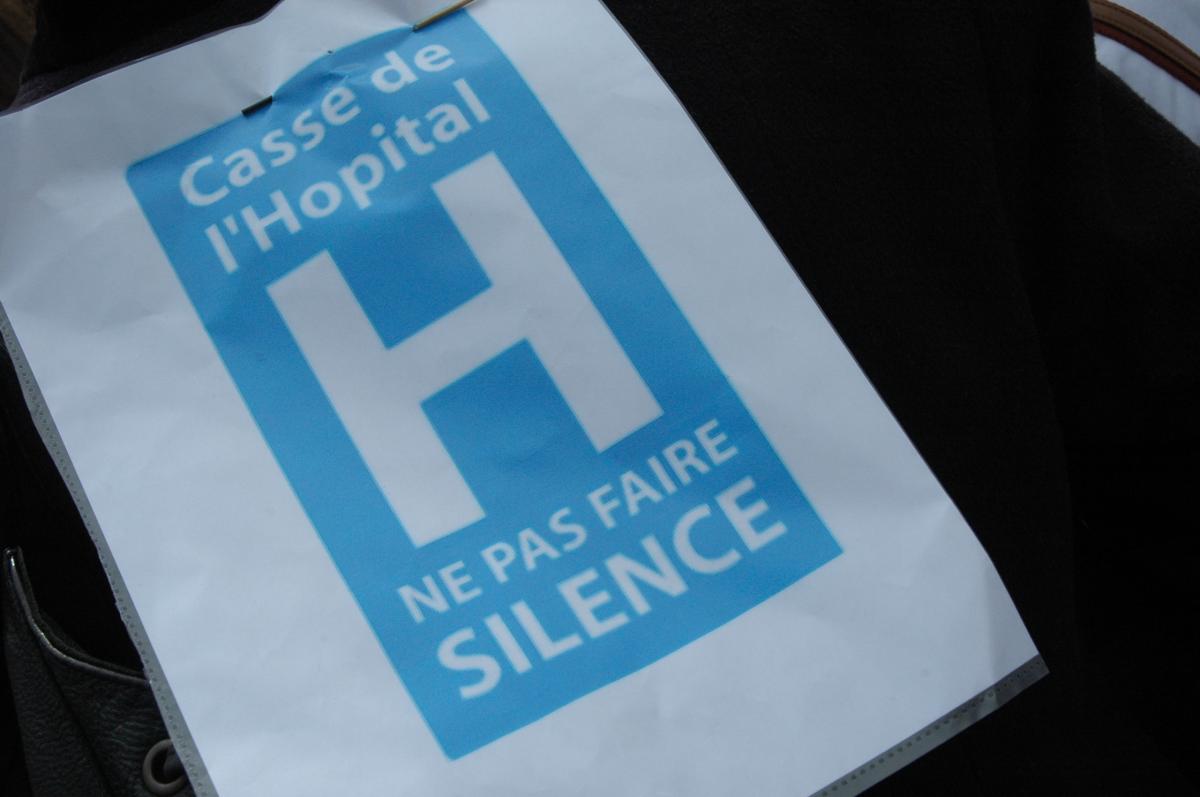 Casse de
l'Hopital
H
NE PAS FAIRE
SILENCE